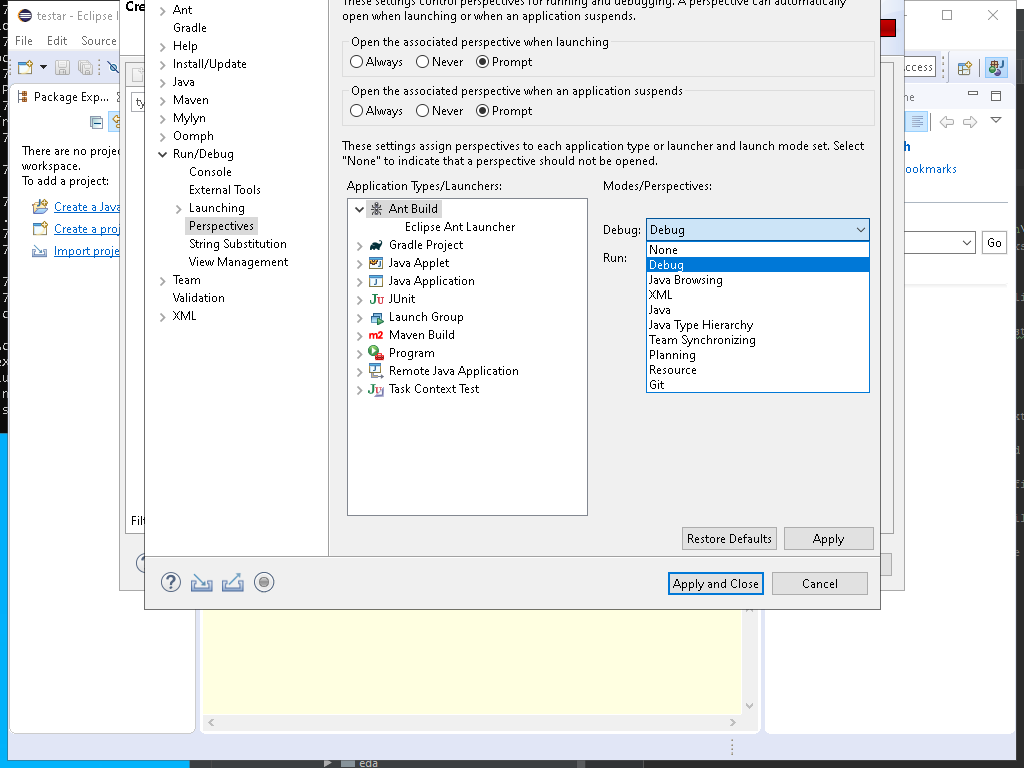 testar - Eclipse I
Cre
File Edit Source
ccess
Package Exp...
ty
There are no proje
workspace.
To add a project:
Create a Java
Create a proj
Import proje
Filt
ookmarks
Go
Ant
Gradle
Help
Install/Update
Java
Maven
Mylyn
Oomph
Run/Debug
Console
External Tools
Launching
Perspectives
String Substitution
View Management
Team
Validation
XML
These settings control perspectives for running and debugging. A perspective can automatically
open when launching or when an application suspends.
Open the associated perspective when launching
Always Never Prompt
Open the associated perspective when an application suspends
Always Never Prompt
These settings assign perspectives to each application type or launcher and launch mode set. Select
"None" to indicate that a perspective should not be opened.
Application Types/Launchers:
Ant Build
Eclipse Ant Launcher
Gradle Project
Java Applet
Java Application
JUnit
Launch Group
Maven Build
Program
Remote Java Application
Task Context Test
Modes/Perspectives:
Debug: Debug
Run:
None
Debug
Java Browsing
XML
Java
Java Type Hierarchy
Team Synchronizing
Planning
Resource
Git
Restore Defaults Apply
Apply and Close Cancel
eda